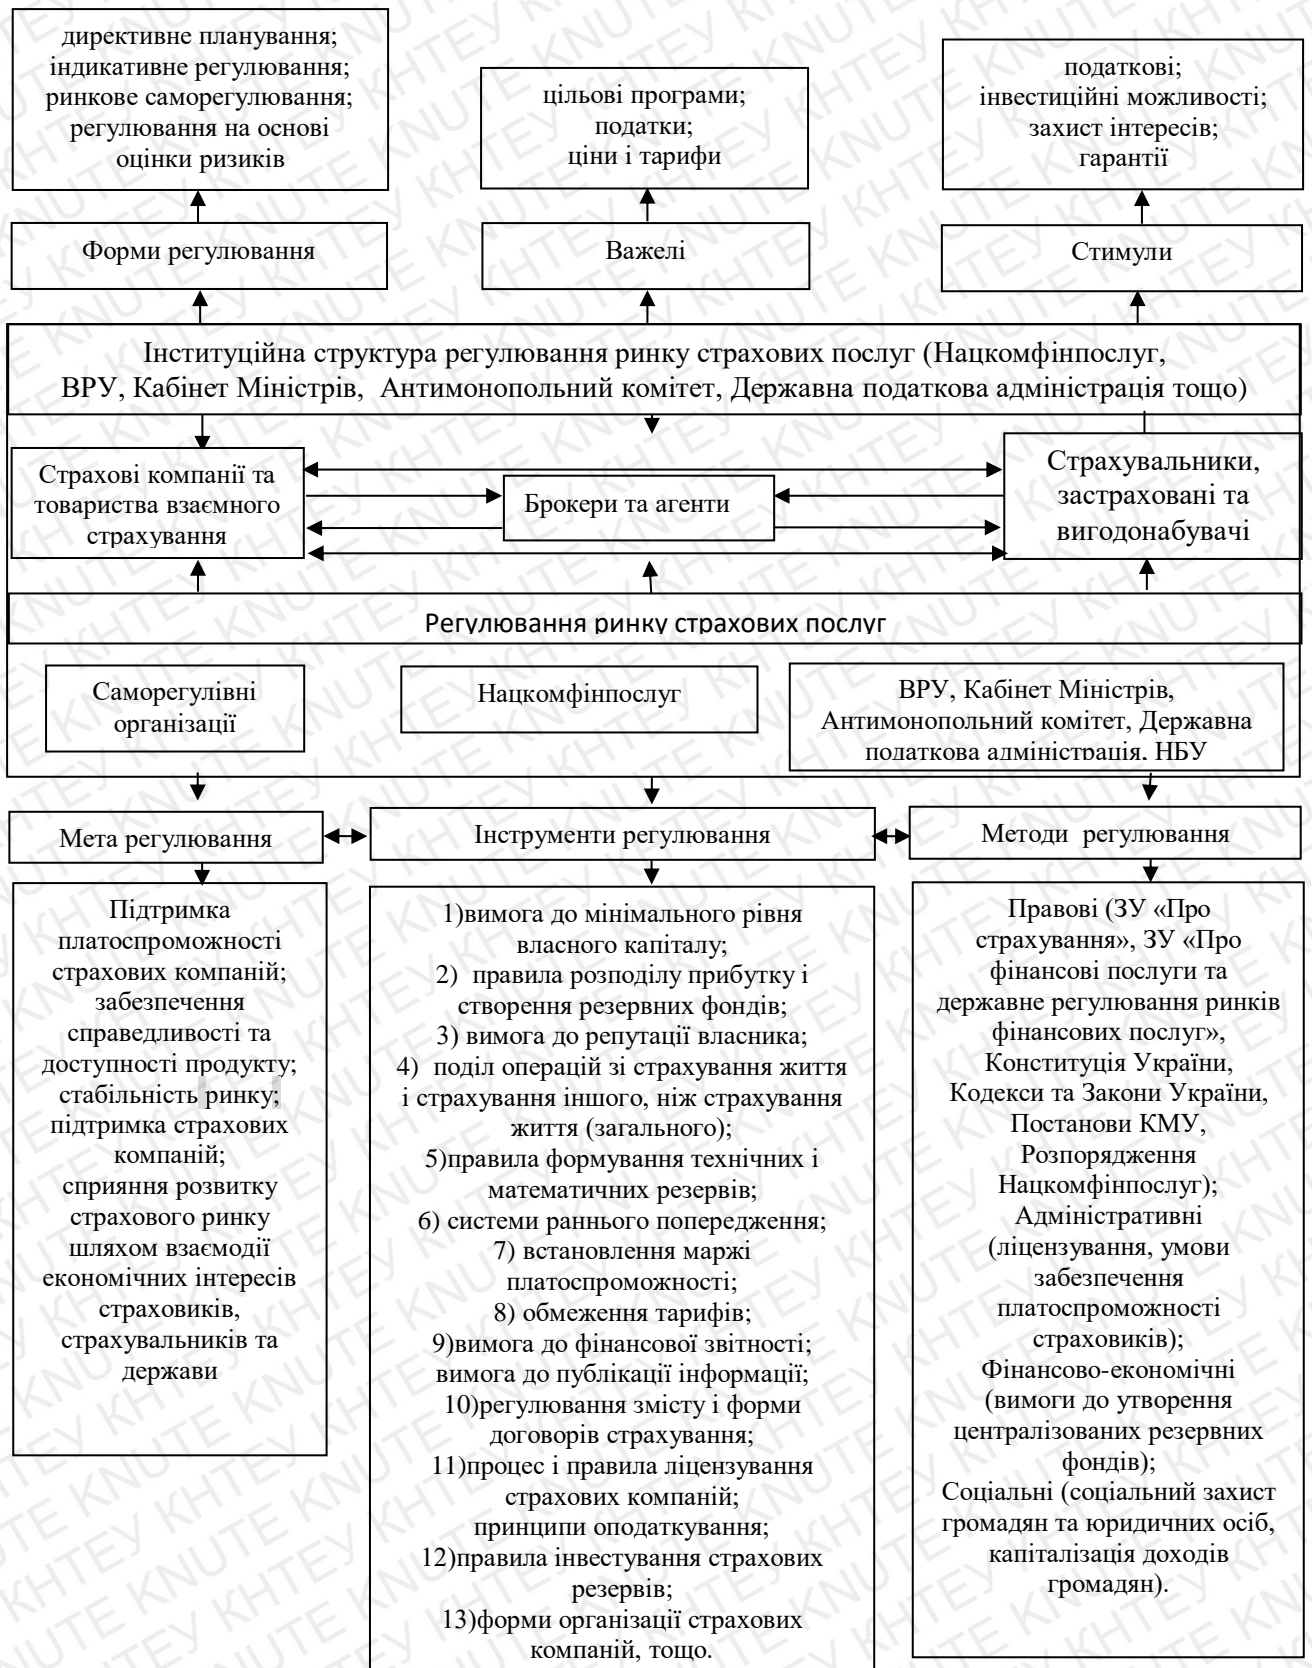 директивне планування;
індикативне регулювання;
ринкове саморегулювання;
регулювання на основі
оцінки ризиків
цільові програми;
податки;
ціни і тарифи
податкові;
інвестиційні можливості;
захист інтересів;
гарантії
Форми регулювання
Важелі
Стимули
Інституційна структура регулювання ринку страхових послуг (Нацкомфінпослуг,
ВРУ, Кабінет Міністрів, Антимонопольний комітет, Державна податкова адміністрація тощо)
Страхові компанії та
товариства взаємного
страхування
Брокери та агенти
Страхувальники,
застраховані та
вигодонабувачі
Регулювання ринку страхових послуг
Саморегулівні
організації
Нацкомфінпослуг
ВРУ, Кабінет Міністрів,
Антимонопольний комітет, Державна
податкова адміністрація, НБУ
Мета регулювання
Інструменти регулювання
Методи регулювання
Підтримка
платоспроможності
страхових компаній;
забезпечення
справедливості та
доступності продукту;
стабільність ринку;
підтримка страхових
компаній;
сприяння розвитку
страхового ринку
шляхом взаємодії
економічних інтересів
страховиків,
страхувальників та
держави
1)вимога до мінімального рівня
власного капіталу;
2) правила розподілу прибутку і
створення резервних фондів;
3) вимога до репутації власника;
4) поділ операцій зі страхування життя
і страхування іншого, ніж страхування
життя (загального);
5)правила формування технічних і
математичних резервів;
6) системи раннього попередження;
7) встановлення маржі
платоспроможності;
8) обмеження тарифів;
9)вимога до фінансової звітності;
вимога до публікації інформації;
10)регулювання змісту і форми
договорів страхування;
11)процес і правила ліцензування
страхових компаній;
принципи оподаткування;
12)правила інвестування страхових
резервів;
13)форми організації страхових
компаній, тощо.
Правові (ЗУ «Про
страхування», ЗУ «Про
фінансові послуги та
державне регулювання ринків
фінансових послуг»,
Конституція України,
Кодекси та Закони України,
Постанови КМУ,
Розпорядження
Нацкомфінпослуг);
Адміністративні
(ліцензування, умови
забезпечення
платоспроможності
страховиків);
Фінансово-економічні
(вимоги до утворення
централізованих резервних
фондів);
Соціальні (соціальний захист
громадян та юридичних осіб,
капіталізація доходів
громадян).